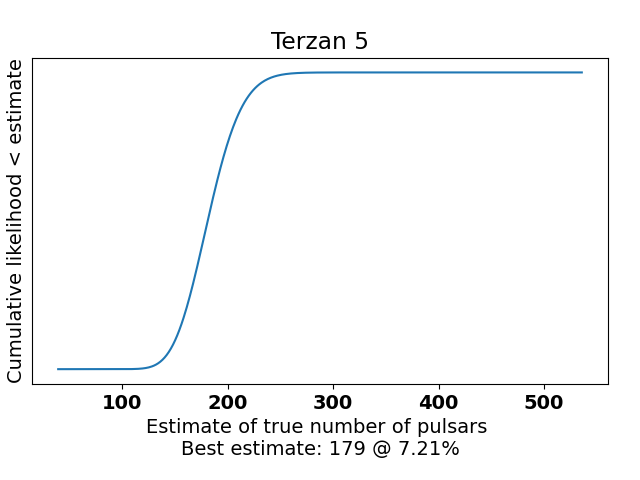 Terzan 5
Cumulative likelihood < estimate
100 200 300 400 500
Estimate of true number of pulsars
Best estimate: 179 @ 7.21%